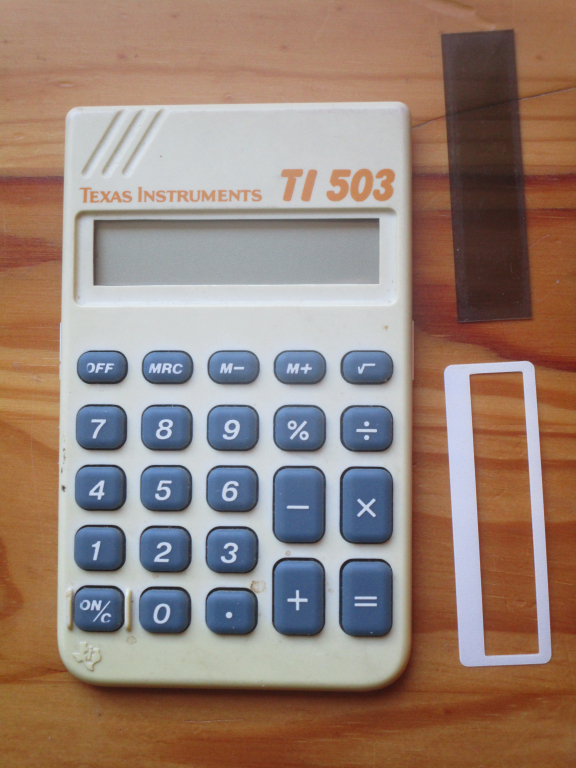 TEXAS INSTRUMENTS TI 503
OFF MRC M− M+ √
7 8 9 % ÷
4 5 6 − ×
1 2 3
ON/C 0 . + =